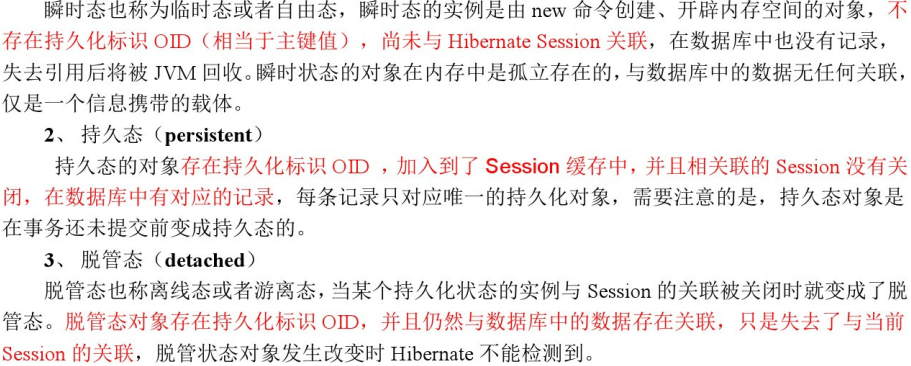 瞬时态也称为临时态或者自由态，瞬时态的实例是由 new 命令创建、开辟内存空间的对象，不
存在持久化标识 OID（相当于主键值），尚未与 Hibernate Session 关联，在数据库中也没有记录，
失去引用后将被 JVM 回收。瞬时状态的对象在内存中是孤立存在的，与数据库中的数据无任何关联，
仅是一个信息携带的载体。
2、 持久态（persistent）
持久态的对象存在持久化标识 OID ，加入到了 Session 缓存中，并且相关联的 Session 没有关
闭，在数据库中有对应的记录，每条记录只对应唯一的持久化对象，需要注意的是，持久态对象是
在事务还未提交前变成持久态的。
3、 脱管态（detached）
脱管态也称离线态或者游离态，当某个持久化状态的实例与 Session 的关联被关闭时就变成了脱
管态。脱管态对象存在持久化标识 OID，并且仍然与数据库中的数据存在关联，只是失去了与当前
Session 的关联，脱管状态对象发生改变时 Hibernate 不能检测到。